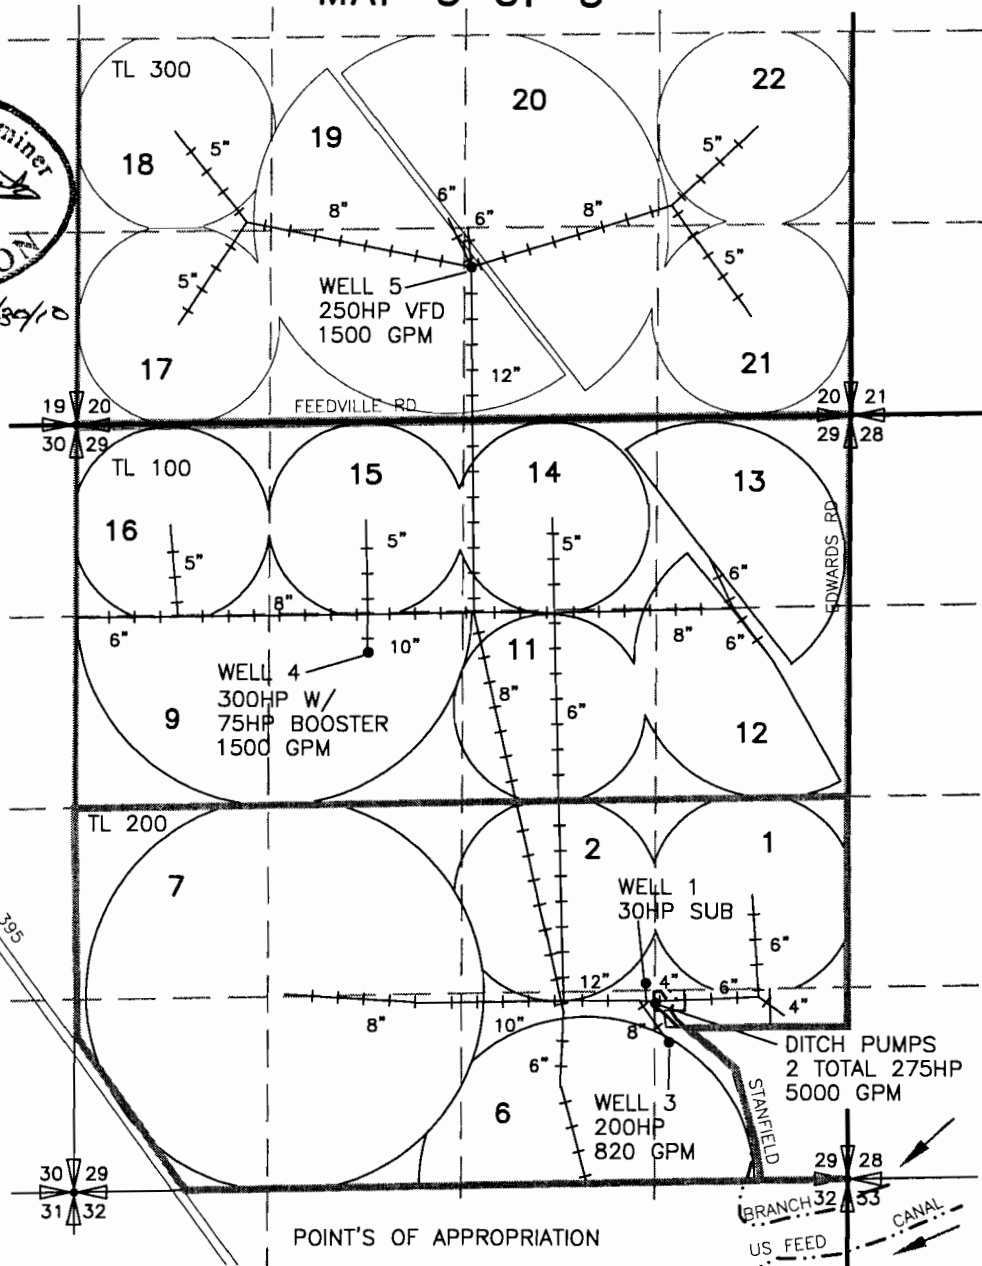 TL 300
22
20
19
18
miner
ON
5"
5"
6"
6"
8"
8"
5"
5"
WELL 5
250HP VFD
1500 GPM
17
21
12"
FEEDVILLE RD
19 20
30 29
20 21
29 28
TL 100
16
15
14
13
EDWARDS RD
5"
5"
5"
6"
6"
8"
6"
10"
8"
11
8"
6"
WELL 4
300HP W/
75HP BOOSTER
1500 GPM
9
12
TL 200
7
2
1
WELL 1
30HP SUB
395
6"
12"
4"
6"
4"
8"
10"
8"
6"
DITCH PUMPS
2 TOTAL 275HP
5000 GPM
6
WELL 3
200HP
820 GPM
STANFIELD
30 29
31 32
29 28
32 33
BRANCH
CANAL
US FEED
POINT'S OF APPROPRIATION